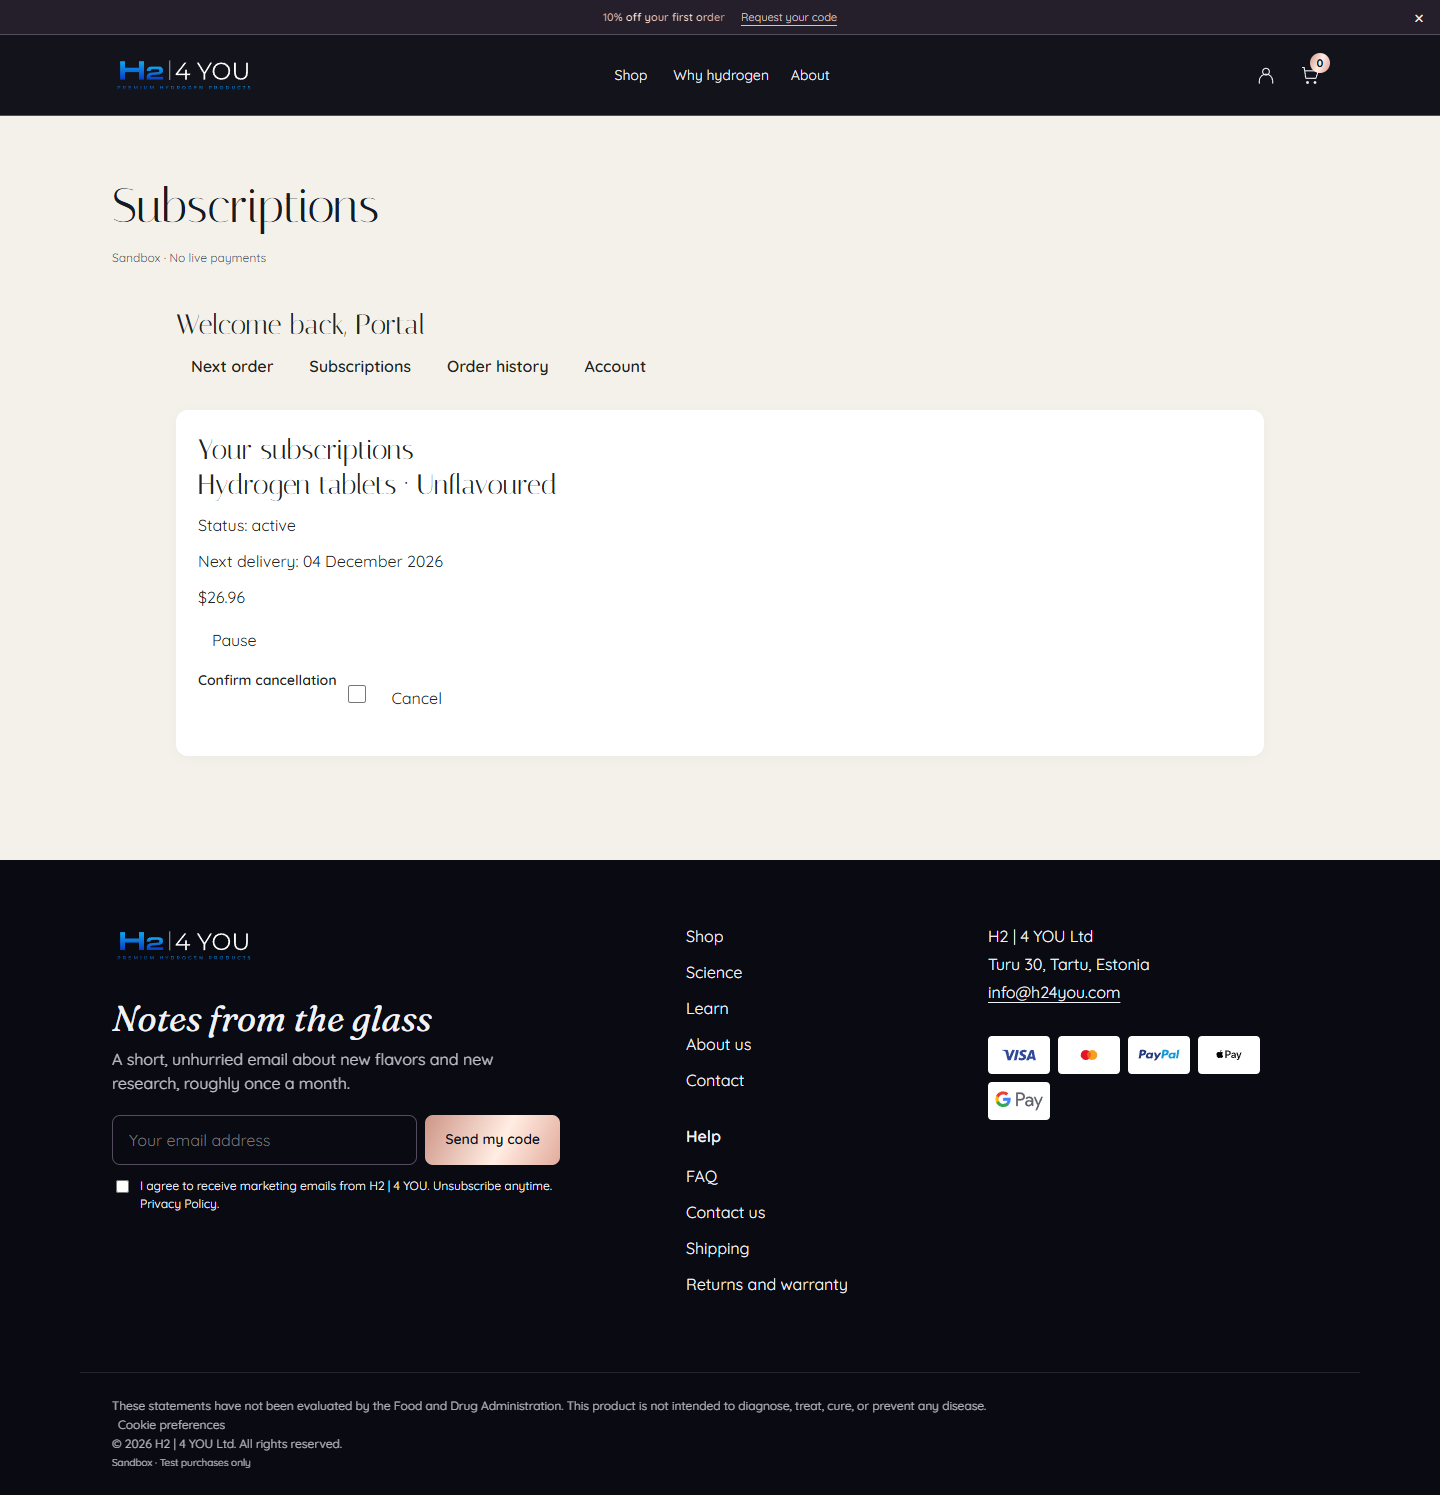 10% off your first order Request your code ×
H2 | 4 YOU
PREMIUM HYDROGEN PRODUCTS
Shop Why hydrogen About
0
Subscriptions
Sandbox · No live payments
Welcome back, Portal
Next order Subscriptions Order history Account
Your subscriptions
Hydrogen tablets · Unflavoured
Status: active
Next delivery: 04 December 2026
$26.96
Pause
Confirm cancellation
Cancel
H2 | 4 YOU
PREMIUM HYDROGEN PRODUCTS
Notes from the glass
A short, unhurried email about new flavors and new
research, roughly once a month.
Your email address
Send my code
I agree to receive marketing emails from H2 | 4 YOU. Unsubscribe anytime.
Privacy Policy.
Shop
Science
Learn
About us
Contact
Help
FAQ
Contact us
Shipping
Returns and warranty
H2 | 4 YOU Ltd
Turu 30, Tartu, Estonia
info@h24you.com
VISA PayPal Pay
G Pay
These statements have not been evaluated by the Food and Drug Administration. This product is not intended to diagnose, treat, cure, or prevent any disease.
Cookie preferences
© 2026 H2 | 4 YOU Ltd. All rights reserved.
Sandbox · Test purchases only